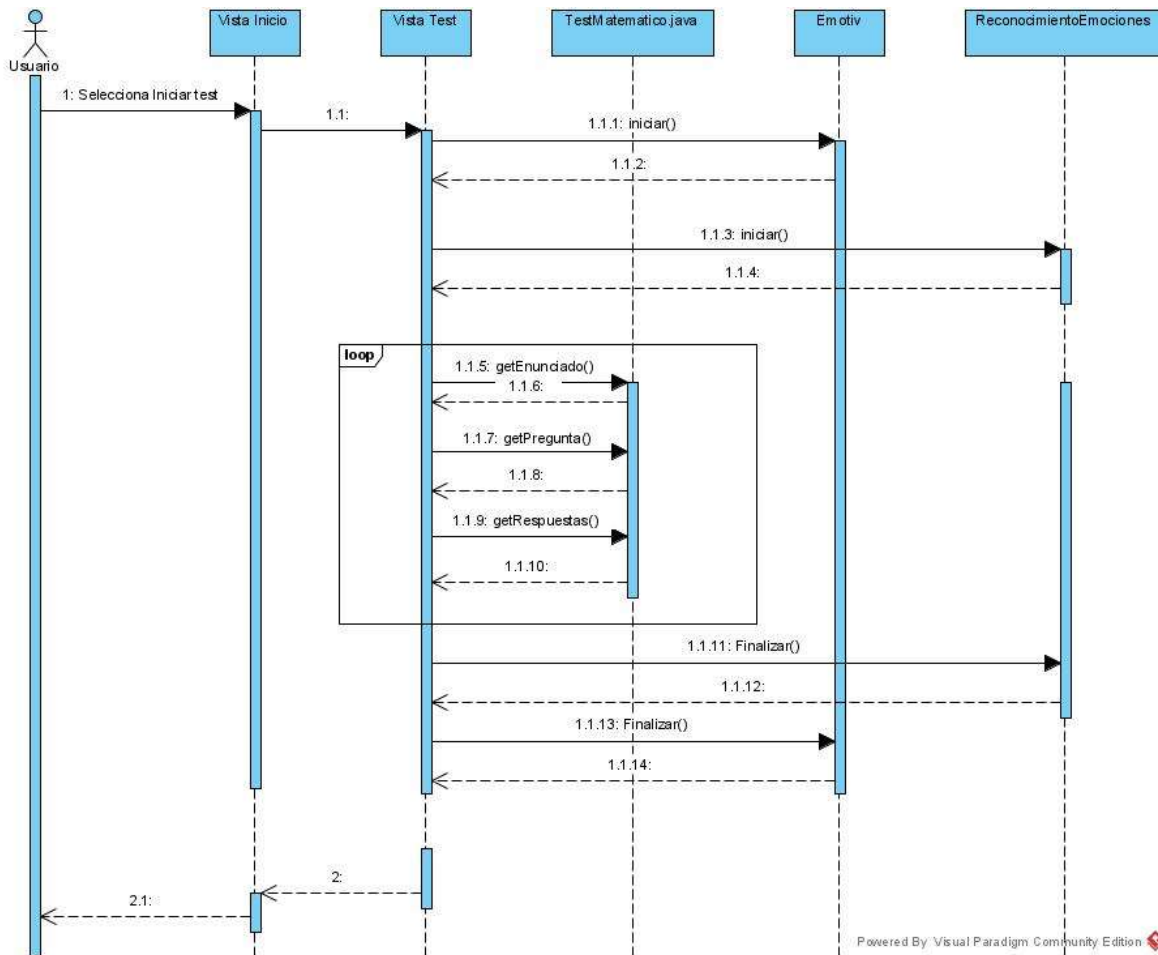 Vista Inicio
Vista Test
TestMatematico.java
Emotiv
ReconocimientoEmociones
Usuario
1: Selecciona Iniciar test
1.1:
1.1.1: iniciar()
1.1.2:
1.1.3: iniciar()
1.1.4:
loop
1.1.5: getEnunciado()
1.1.6:
1.1.7: getPregunta()
1.1.8:
1.1.9: getRespuestas()
1.1.10:
1.1.11: Finalizar()
1.1.12:
1.1.13: Finalizar()
1.1.14:
2:
2.1:
Powered By Visual Paradigm Community Edition